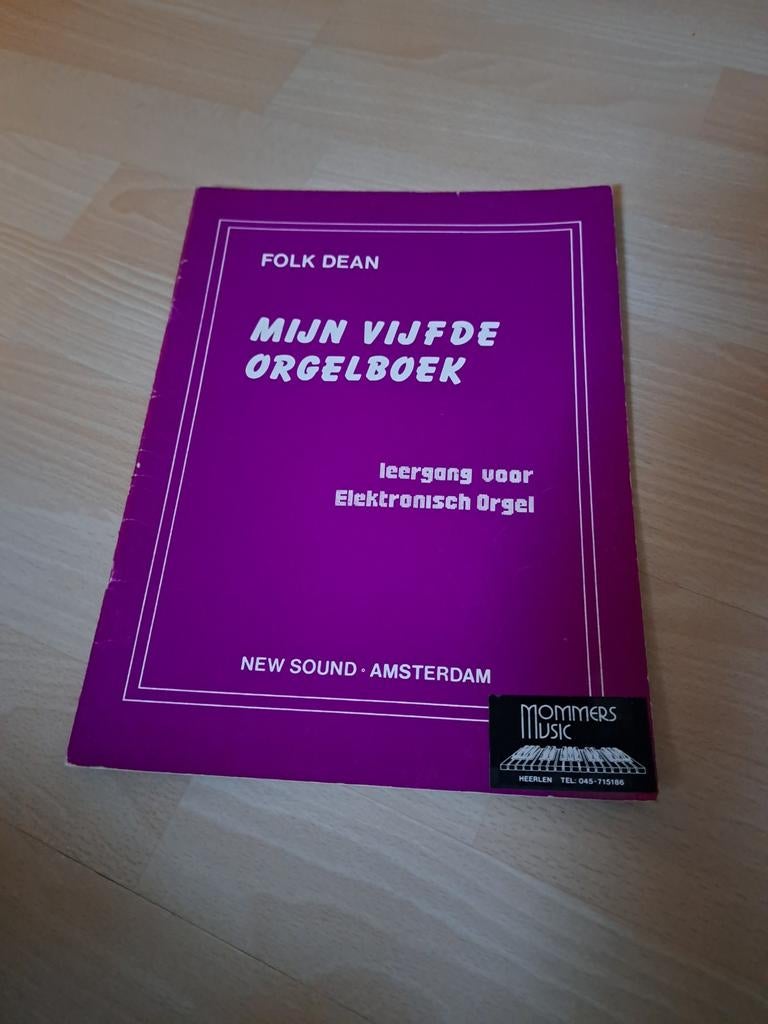 FOLK DEAN
MIJN VIJFDE
ORGELBOEK
leergang voor
Elektronisch Orgel
NEW SOUND • AMSTERDAM
MOMMERS
MUSIC
HEERLEN TEL: 045-715186